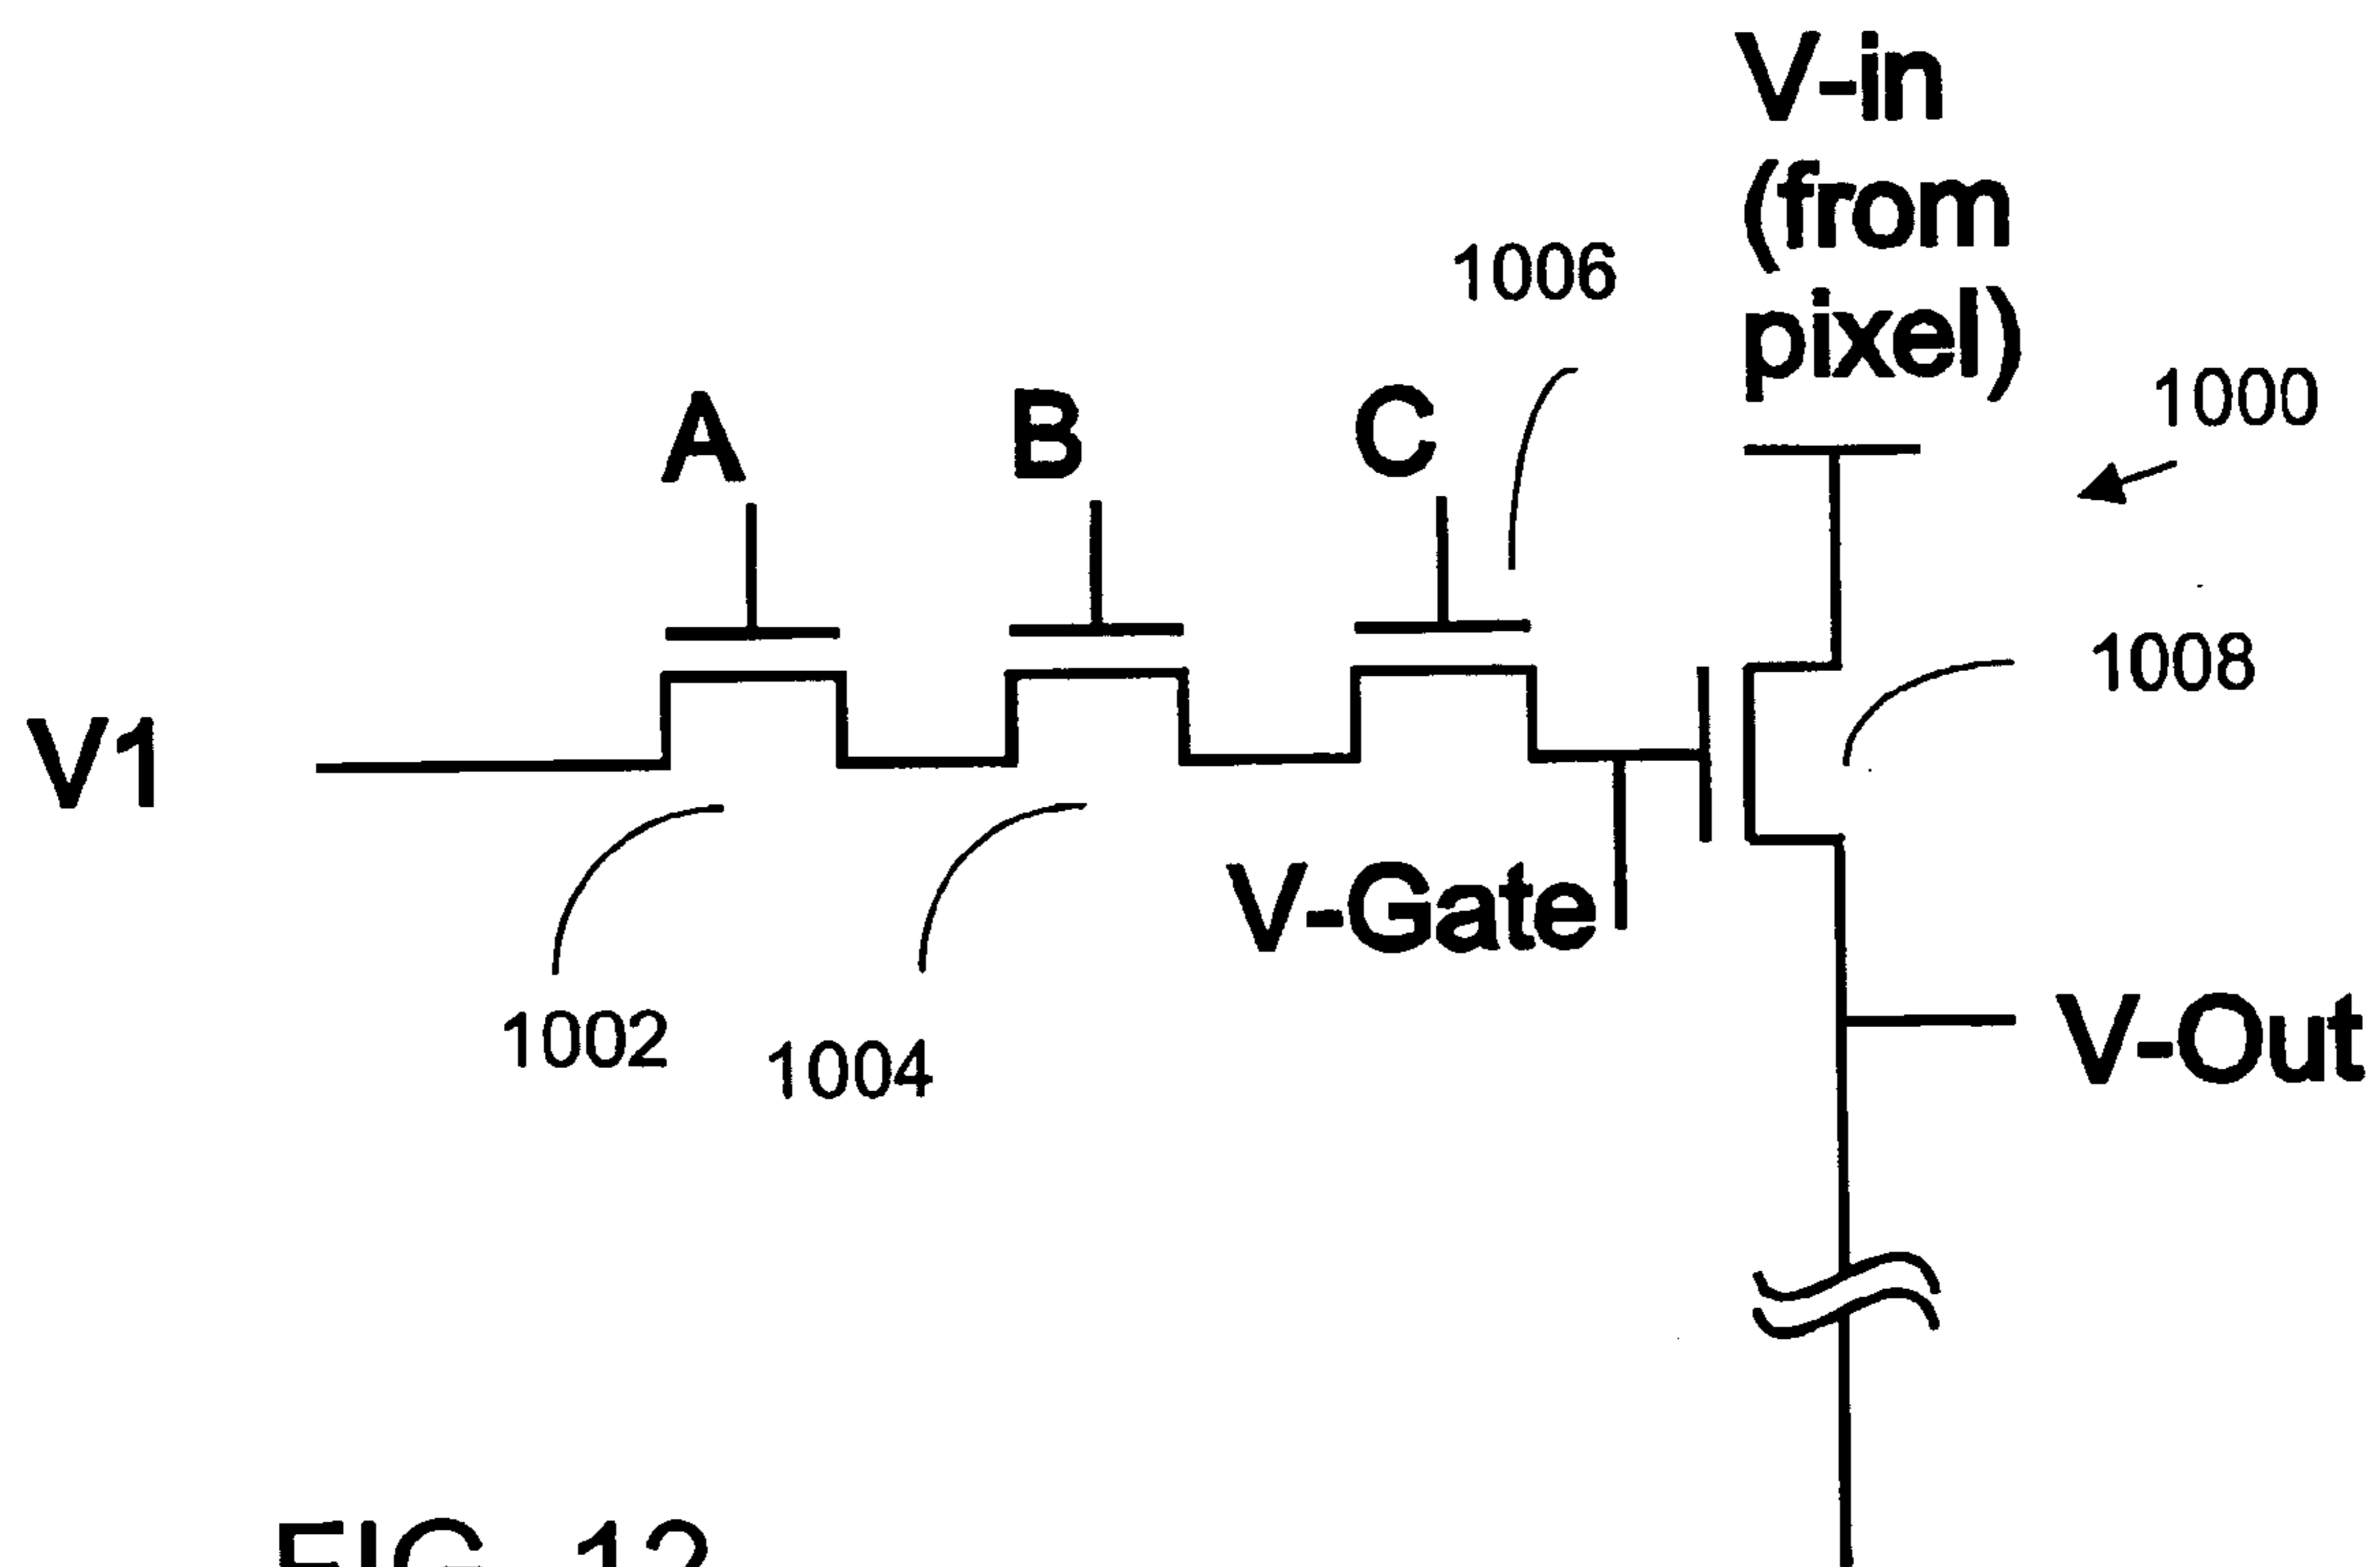 V-in
(from
pixel)
1006
1000
A
B
C
1008
V1
V-Gate
1002
1004
V-Out
FIG. 12